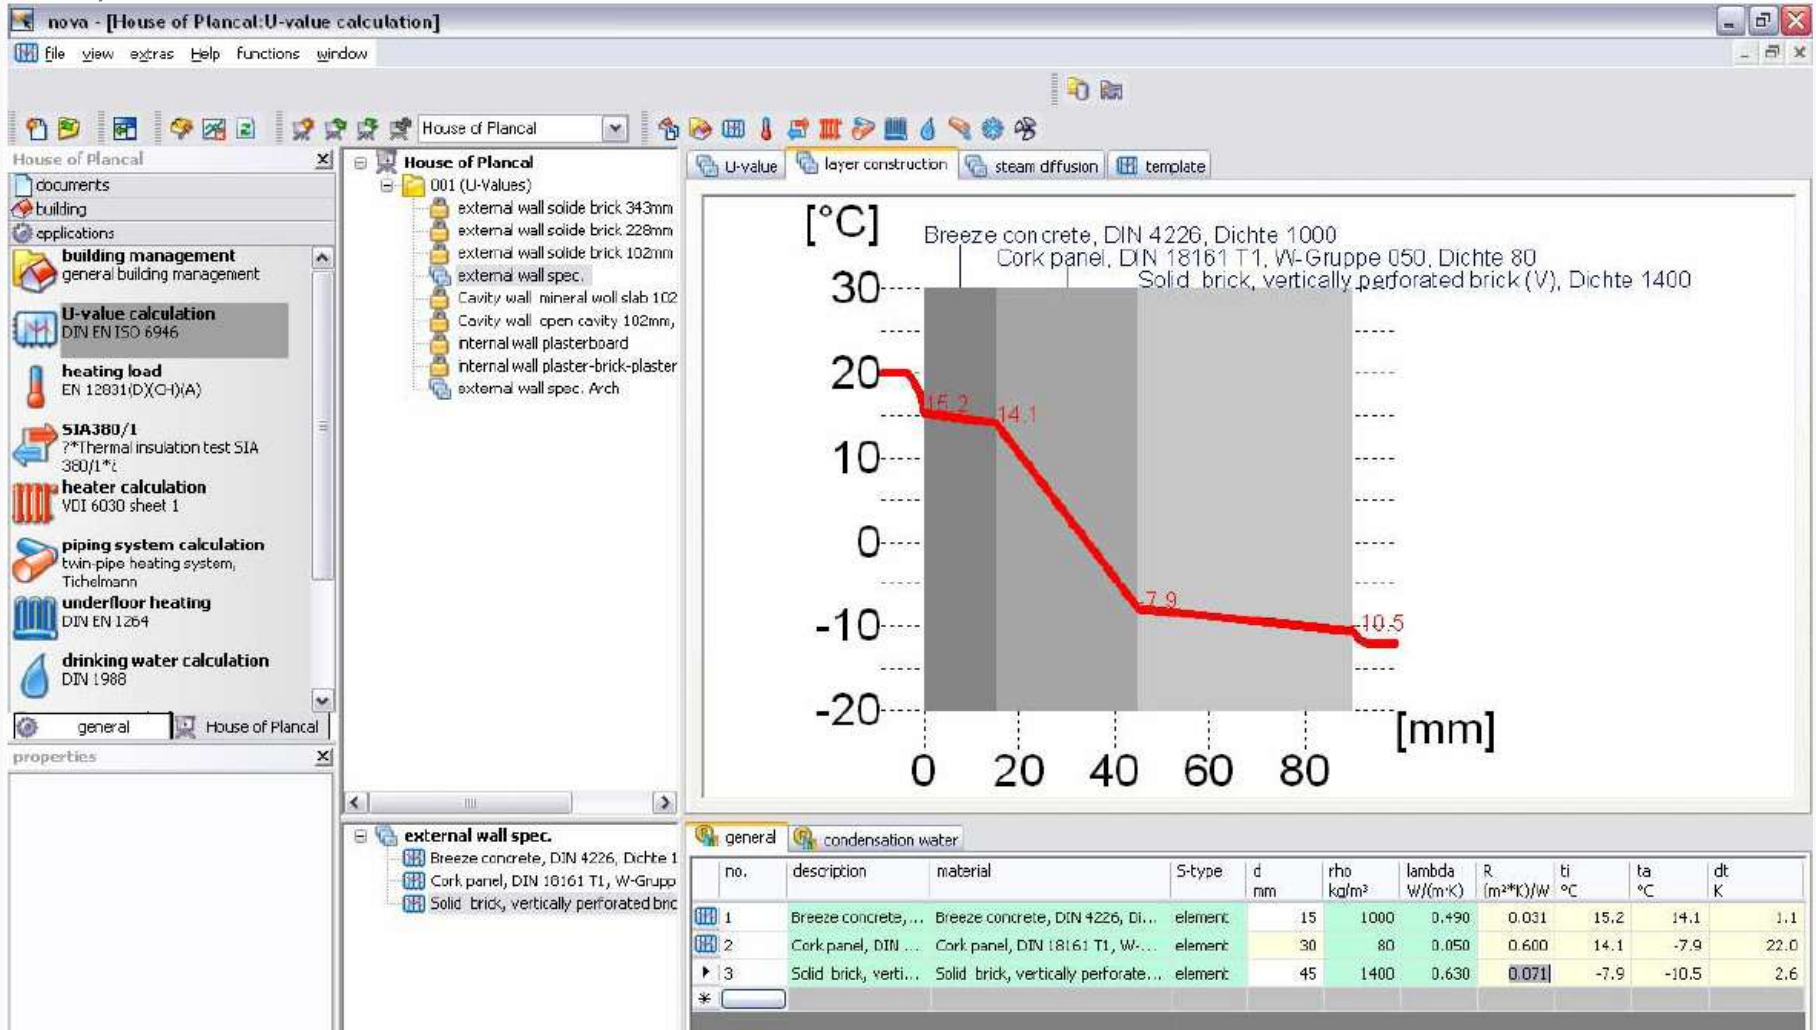 nova - [House of Plancal:U-value calculation]
file view extras Help functions window
House of Plancal
House of Plancal
documents
building
applications
building management
general building management
U-value calculation
DIN EN ISO 6946
heating load
EN 12831(D)(CH)(A)
SIA380/1
?*Thermal insulation test SIA
380/1*¿
heater calculation
VDI 6030 sheet 1
piping system calculation
twin-pipe heating system,
Tichelmann
underfloor heating
DIN EN 1264
drinking water calculation
DIN 1988
general House of Plancal
properties
House of Plancal
001 (U-Values)
external wall solide brick 343mm
external wall solide brick 228mm
external wall solide brick 102mm
external wall spec.
Cavity wall mineral woll slab 102
Cavity wall open cavity 102mm,
internal wall plasterboard
internal wall plaster-brick-plaster
external wall spec. Arch
external wall spec.
Breeze concrete, DIN 4226, Dichte 1
Cork panel, DIN 18161 T1, W-Grupp
Solid brick, vertically perforated bric
U-value layer construction steam diffusion template
[°C]
Breeze concrete, DIN 4226, Dichte 1000
Cork panel, DIN 18161 T1, W-Gruppe 050, Dichte 80
Solid brick, vertically perforated brick (V), Dichte 1400
30
20
15.2 14.1
10
0
-7.9
-10
-10.5
-20
[mm]
0 20 40 60 80
general condensation water
no. description material S-type d rho lambda R ti ta dt
mm kg/m³ W/(m·K) (m²*K)/W °C °C K
1 Breeze concrete,... Breeze concrete, DIN 4226, Di... element 15 1000 0.490 0.031 15.2 14.1 1.1
2 Cork panel, DIN ... Cork panel, DIN 18161 T1, W-... element 30 80 0.050 0.600 14.1 -7.9 22.0
3 Solid brick, verti... Solid brick, vertically perforate... element 45 1400 0.630 0.071 -7.9 -10.5 2.6